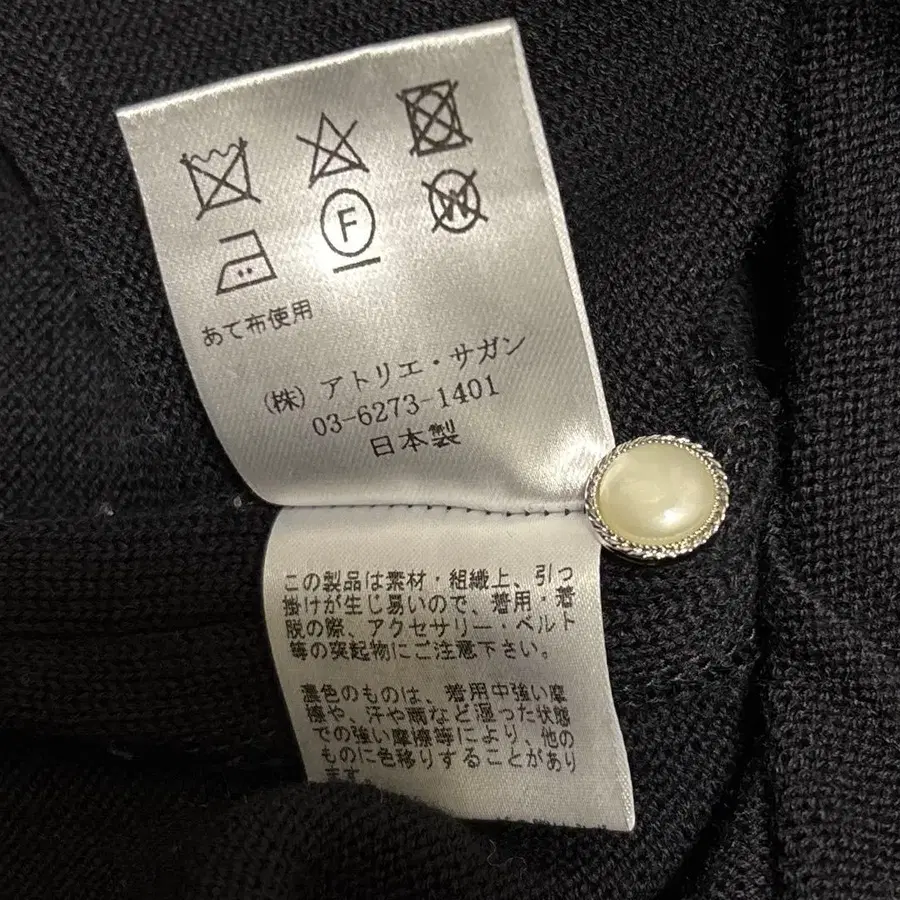 F
W
あて布使用
(株) アトリエ・サガン
03-6273-1401
日本製
この製品は素材・組織上、引っ
掛けが生じ易いので、着用・着
脱の際、アクセサリー・ベルト
等の突起物にご注意下さい。
濃色のものは、着用中強い摩
擦や、汗や雨など湿った状態
での強い摩擦等により、他の
ものに色移りすることがあり
ます。